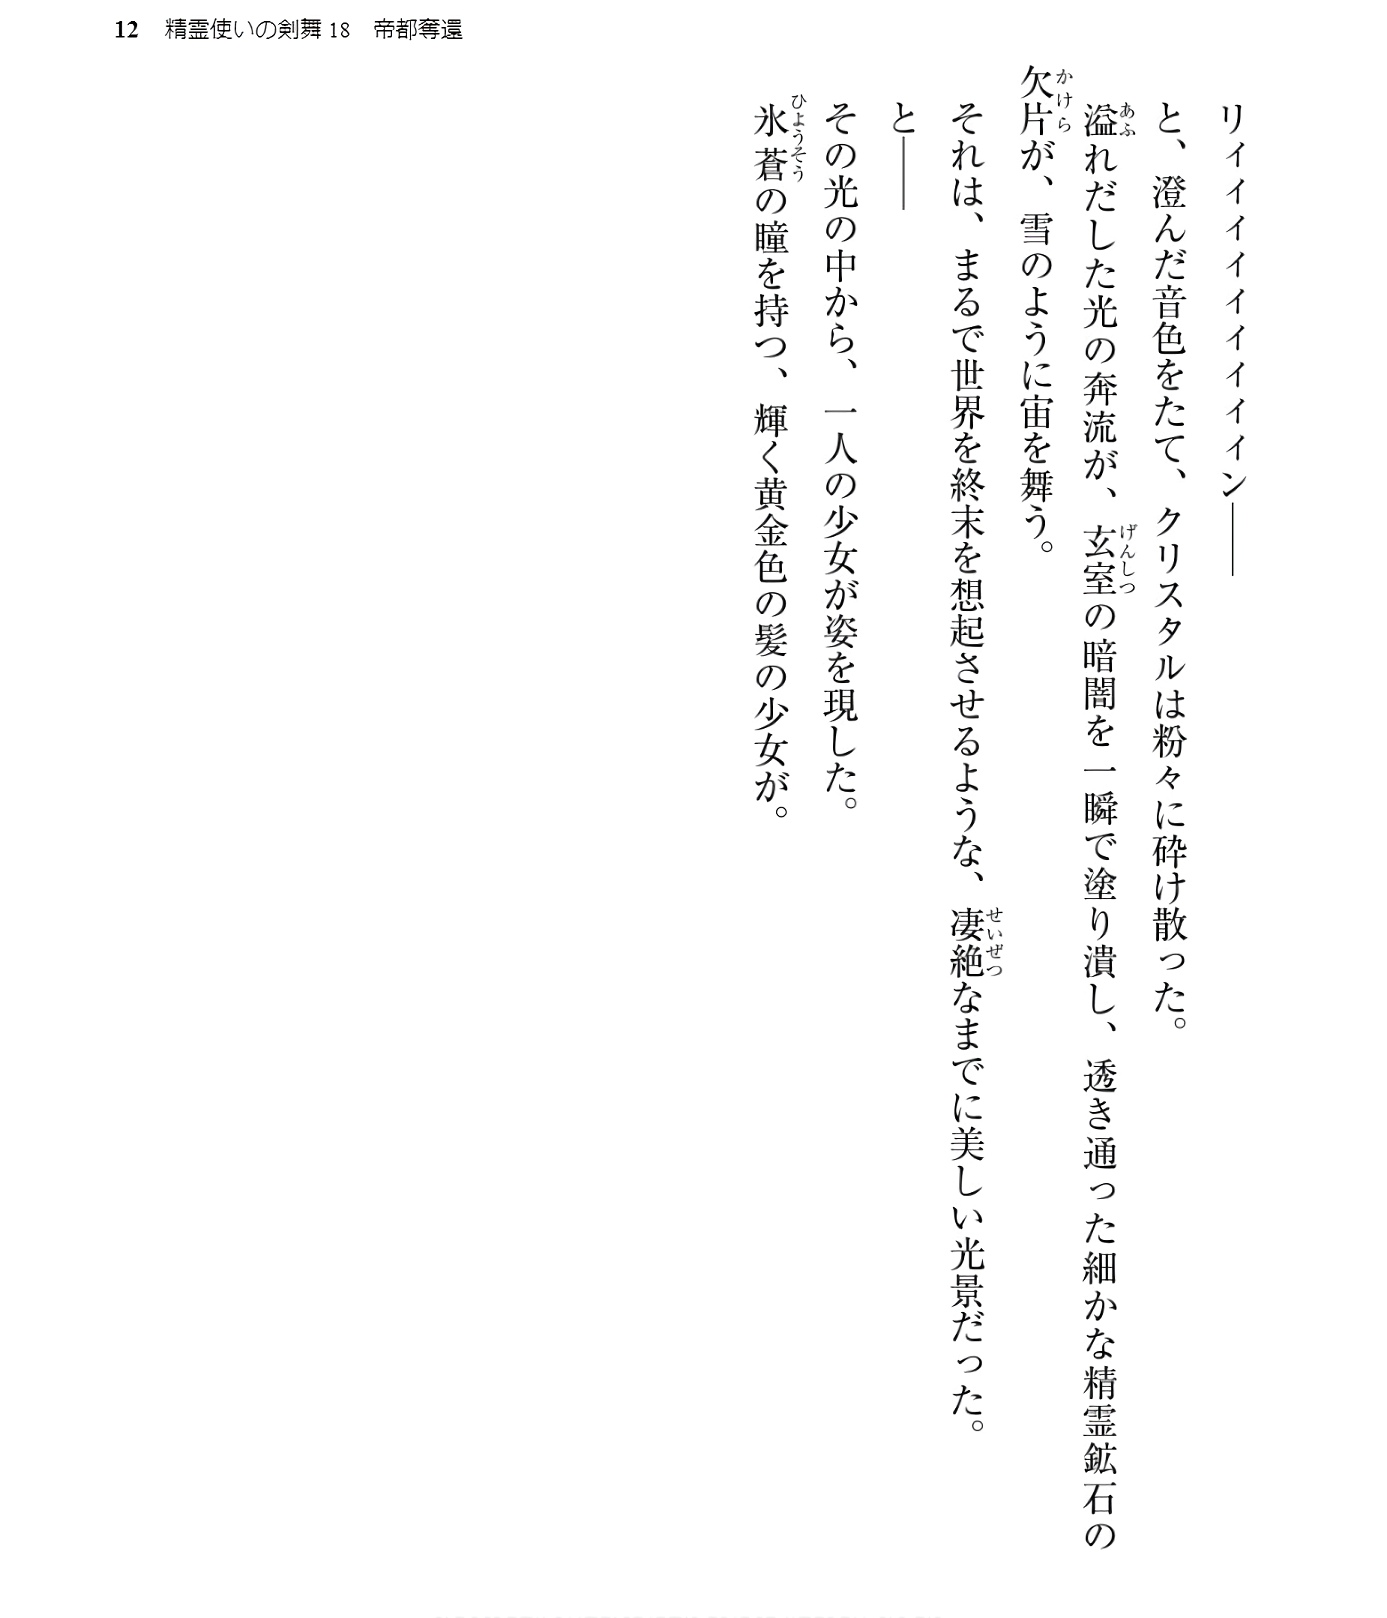 12 精霊使いの剣舞 18 帝都奪還
リィィィィィィィィィン――
と、澄んだ音色をたて、クリスタルは粉々に砕け散った。
溢れだした光の奔流が、玄室の暗闇を一瞬で塗り潰し、透き通った細かな精霊鉱石の
欠片が、雪のように宙を舞う。
それは、まるで世界を終末を想起させるような、凄絶なまでに美しい光景だった。
と――
その光の中から、一人の少女が姿を現した。
氷蒼の瞳を持つ、輝く黄金色の髪の少女が。